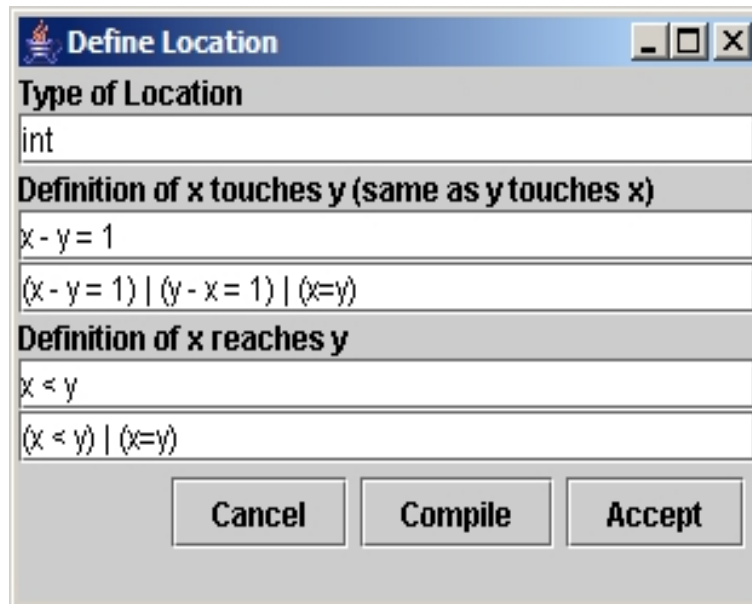 Define Location
Type of Location
int
Definition of x touches y (same as y touches x)
x - y = 1
(x - y = 1) | (y - x = 1) | (x=y)
Definition of x reaches y
x < y
(x < y) | (x=y)
Cancel Compile Accept